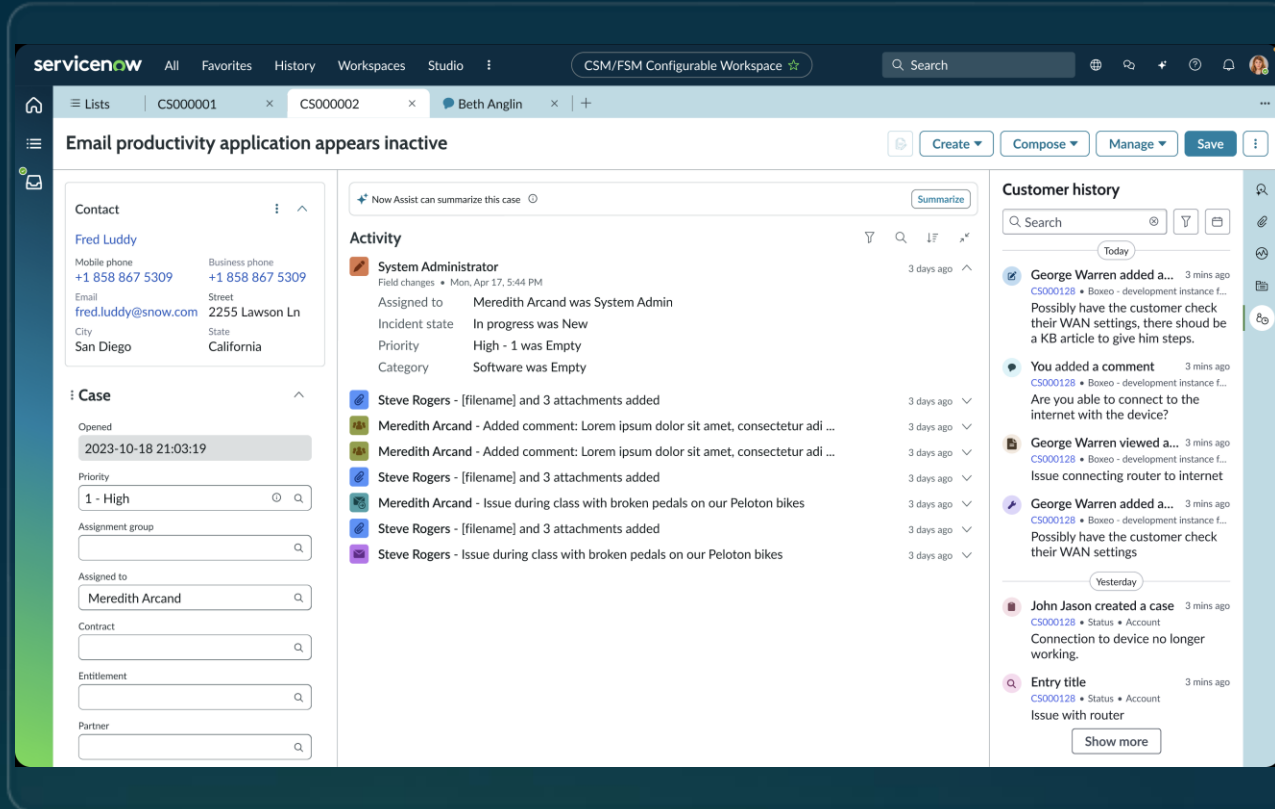 servicenow All Favorites History Workspaces Studio CSM/FSM Configurable Workspace Search
Lists CS000001 CS000002 Beth Anglin
Email productivity application appears inactive
Create Compose Manage Save
Contact
Fred Luddy
Mobile phone Business phone
+1 858 867 5309 +1 858 867 5309
Email Street
fred.luddy@snow.com 2255 Lawson Ln
City State
San Diego California
Case
Opened
2023-10-18 21:03:19
Priority
1 - High
Assignment group
Assigned to
Meredith Arcand
Contract
Entitlement
Partner
Now Assist can summarize this case Summarize
Activity
System Administrator 3 days ago
Field changes • Mon, Apr 17, 5:44 PM
Assigned to Meredith Arcand was System Admin
Incident state In progress was New
Priority High - 1 was Empty
Category Software was Empty
Steve Rogers - [filename] and 3 attachments added 3 days ago
Meredith Arcand - Added comment: Lorem ipsum dolor sit amet, consectetur adi ... 3 days ago
Meredith Arcand - Added comment: Lorem ipsum dolor sit amet, consectetur adi ... 3 days ago
Steve Rogers - [filename] and 3 attachments added 3 days ago
Meredith Arcand - Issue during class with broken pedals on our Peloton bikes 3 days ago
Steve Rogers - [filename] and 3 attachments added 3 days ago
Steve Rogers - Issue during class with broken pedals on our Peloton bikes 3 days ago
Customer history
Search
Today
George Warren added a... 3 mins ago
CS000128 • Boxeo - development instance f...
Possibly have the customer check
their WAN settings, there shoud be
a KB article to give him steps.
You added a comment 3 mins ago
CS000128 • Boxeo - development instance f...
Are you able to connect to the
internet with the device?
George Warren viewed a... 3 mins ago
CS000128 • Boxeo - development instance f...
Issue connecting router to internet
George Warren added a... 3 mins ago
CS000128 • Boxeo - development instance f...
Possibly have the customer check
their WAN settings
Yesterday
John Jason created a case 3 mins ago
CS000128 • Status • Account
Connection to device no longer
working.
Entry title 3 mins ago
CS000128 • Status • Account
Issue with router
Show more